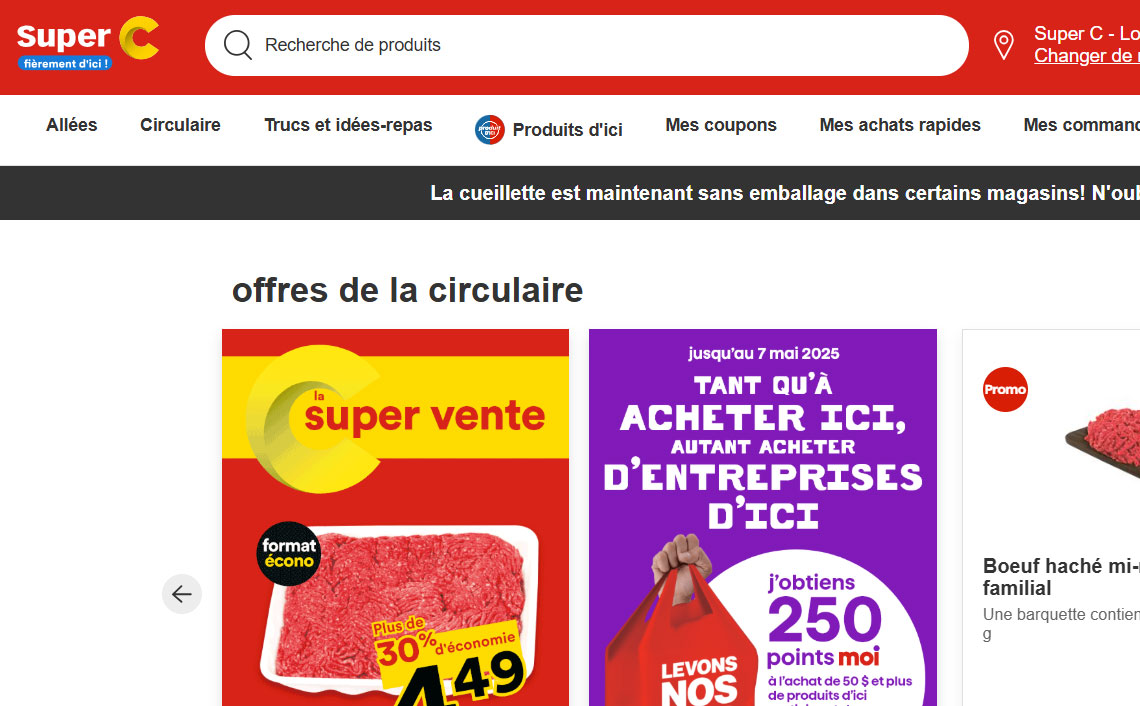 Super C
fièrement d'ici !
Recherche de produits
Super C - Lo
Changer de
Allées
Circulaire
Trucs et idées-repas
produit d'ici
Produits d'ici
Mes coupons
Mes achats rapides
Mes command
La cueillette est maintenant sans emballage dans certains magasins! N'oub
offres de la circulaire
la
super vente
format
écono
Plus de
30% d'économie
4.49
jusqu'au 7 mai 2025
TANT QU'À
ACHETER ICI,
AUTANT ACHETER
D'ENTREPRISES
D'ICI
j'obtiens
250
points moi
à l'achat de 50 $ et plus
de produits d'ici
LEVONS
NOS
Promo
Boeuf haché mi-
familial
Une barquette contien
g